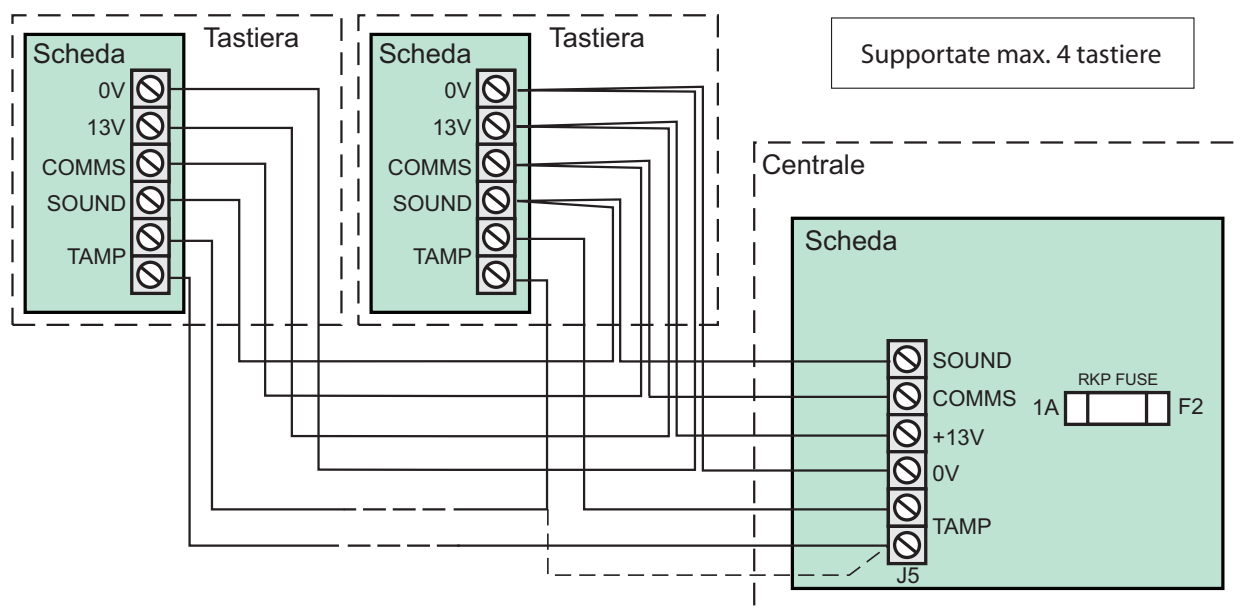 Tastiera
Scheda
0V
13V
COMMS
SOUND
TAMP
Tastiera
Scheda
0V
13V
COMMS
SOUND
TAMP
Supportate max. 4 tastiere
Centrale
Scheda
SOUND
COMMS
+13V
0V
TAMP
J5
RKP FUSE
1A
F2